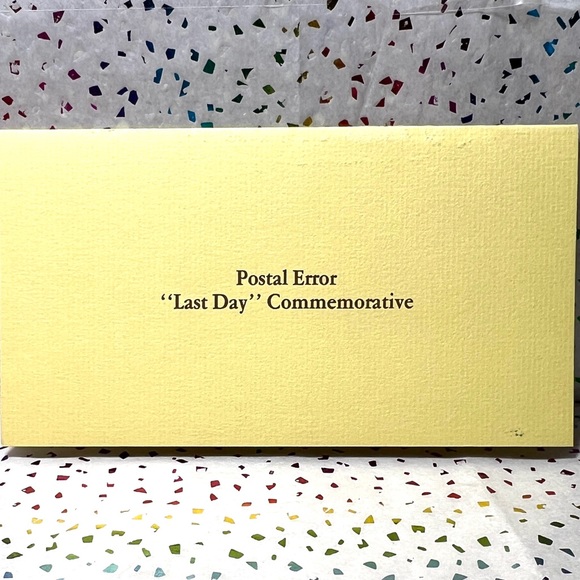 Postal Error
‘‘Last Day’’ Commemorative